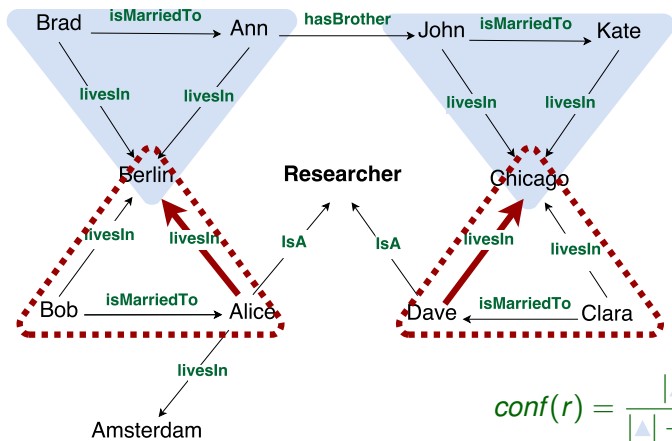 Brad isMarriedTo Ann hasBrother John isMarriedTo Kate
livesIn livesIn livesIn livesIn
Berlin Researcher Chicago
livesIn livesIn IsA IsA livesIn livesIn
Bob isMarriedTo Alice Dave isMarriedTo Clara
livesIn
Amsterdam
conf(r) =